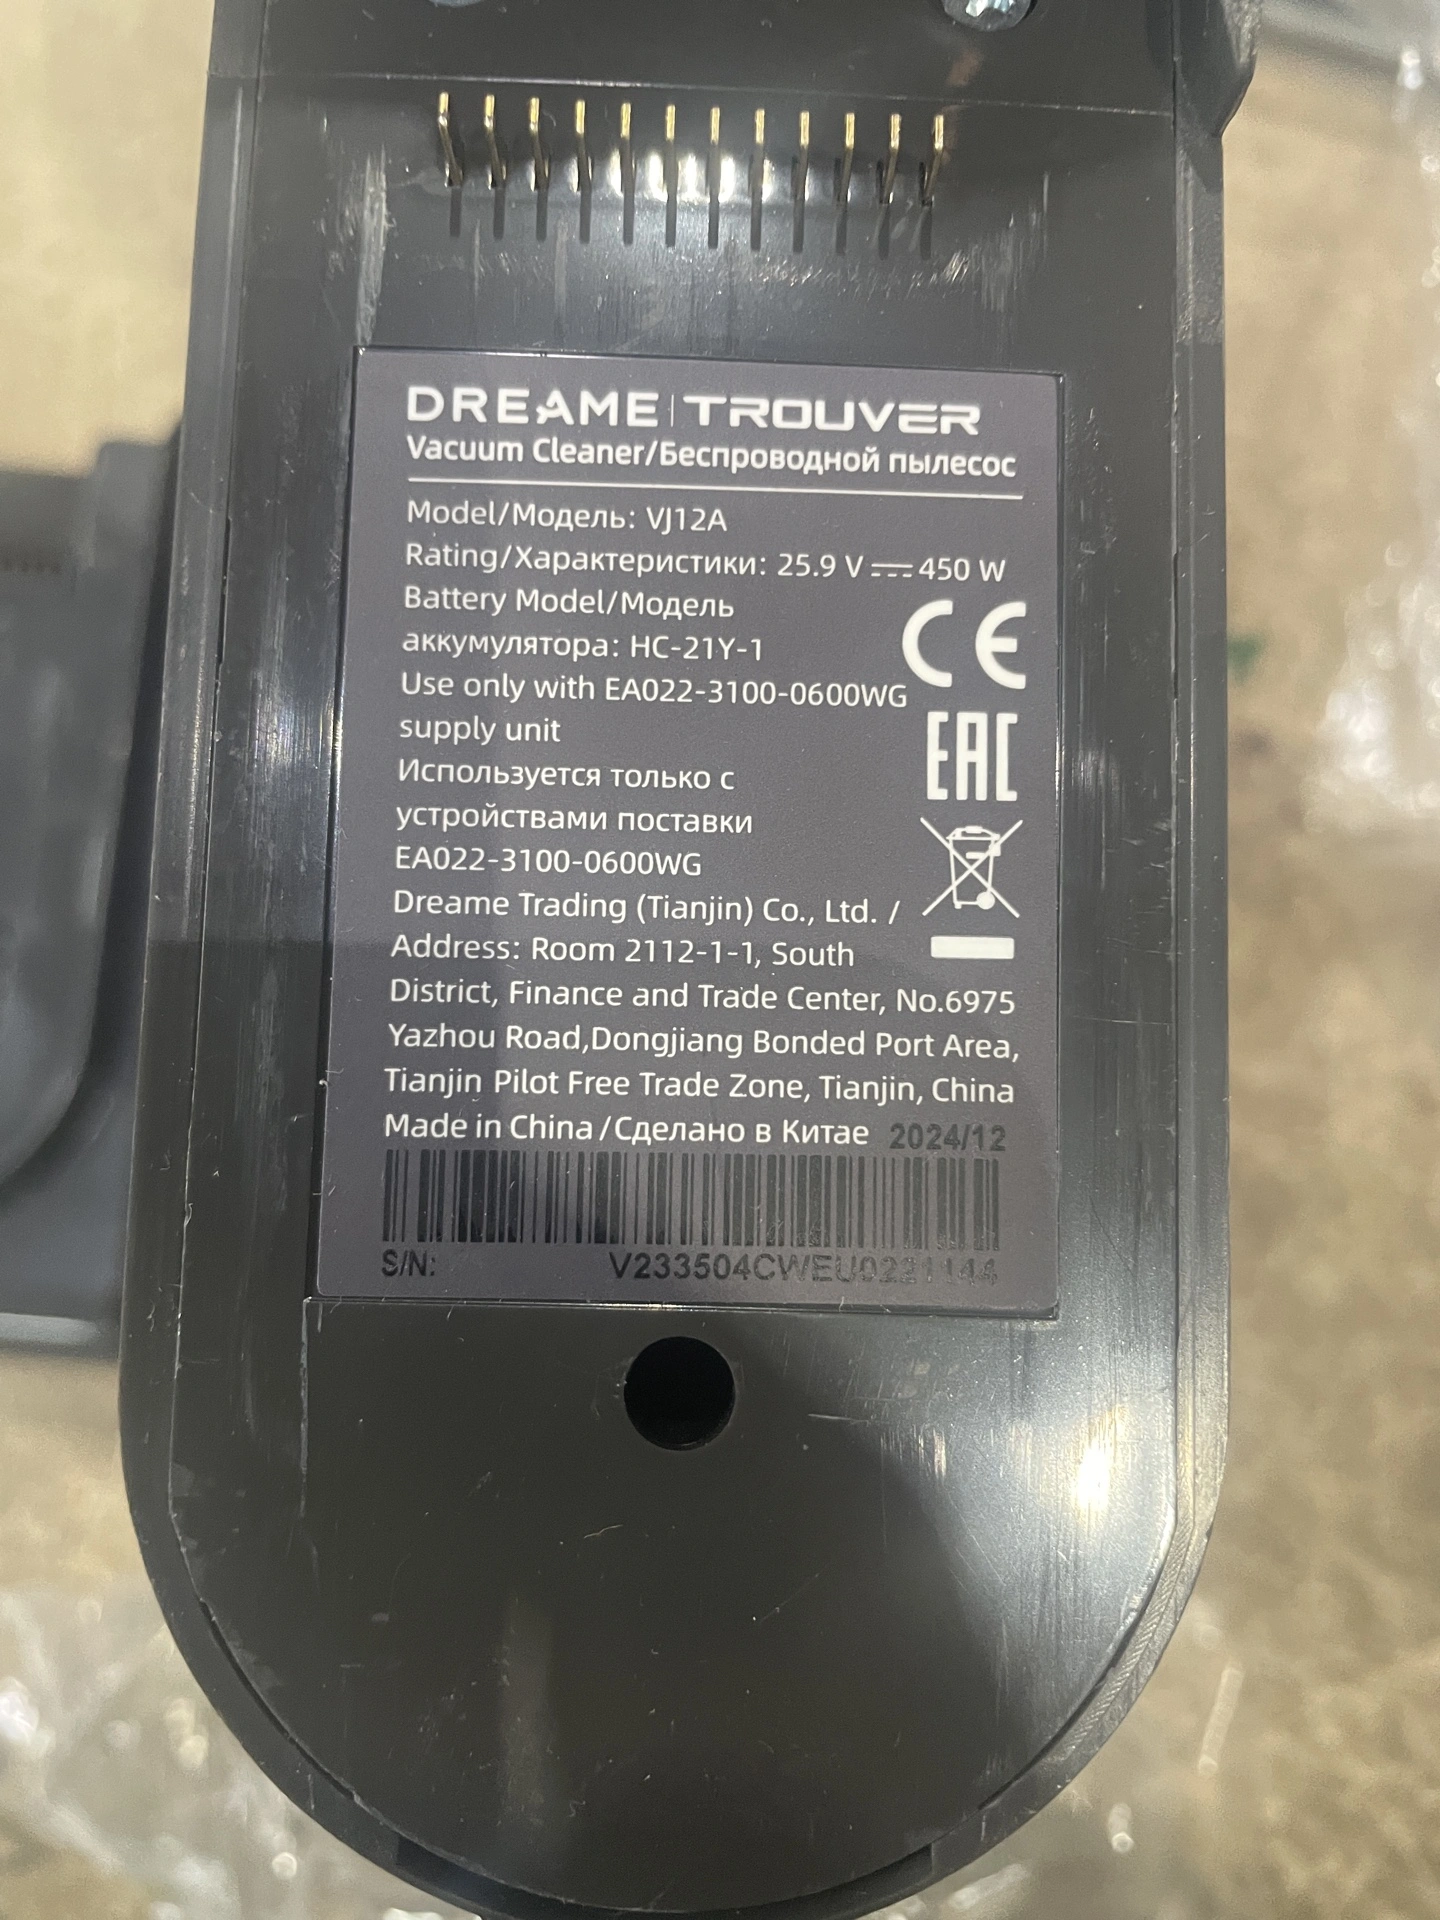 DREAME | TROUVER
Vacuum Cleaner/Беспроводной пылесос
Model/Модель: VJ12A
Rating/Характеристики: 25.9 V ⎓ 450 W
Battery Model/Модель
аккумулятора: HC-21Y-1
CE
Use only with EA022-3100-0600WG
supply unit
EAC
Используется только с
устройствами поставки
EA022-3100-0600WG
Dreame Trading (Tianjin) Co., Ltd. /
Address: Room 2112-1-1, South
District, Finance and Trade Center, No.6975
Yazhou Road,Dongjiang Bonded Port Area,
Tianjin Pilot Free Trade Zone, Tianjin, China
Made in China/Сделано в Китае 2024/12
S/N: V233504CWEU0221144